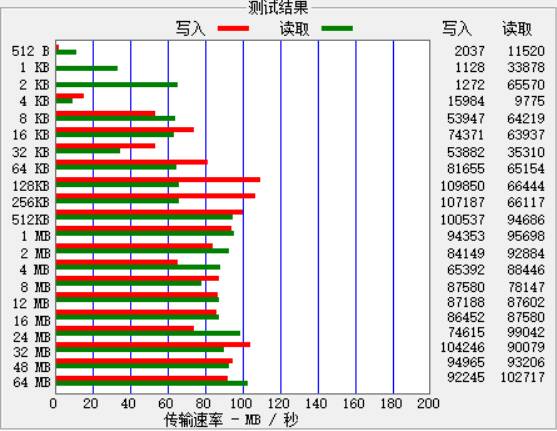 测试结果
写入 读取 写入 读取
512 B 2037 11520
1 KB 1128 33878
2 KB 1272 65570
4 KB 15984 9775
8 KB 53947 64219
16 KB 74371 63937
32 KB 53882 35310
64 KB 81655 65154
128KB 109850 66444
256KB 107187 66117
512KB 100537 94686
1 MB 94353 95698
2 MB 84149 92884
4 MB 65392 88446
8 MB 87580 78147
12 MB 87188 87602
16 MB 86452 87580
24 MB 74615 99042
32 MB 104246 90079
48 MB 94965 93206
64 MB 92245 102717
0 20 40 60 80 100 120 140 160 180 200
传输速率 - MB / 秒